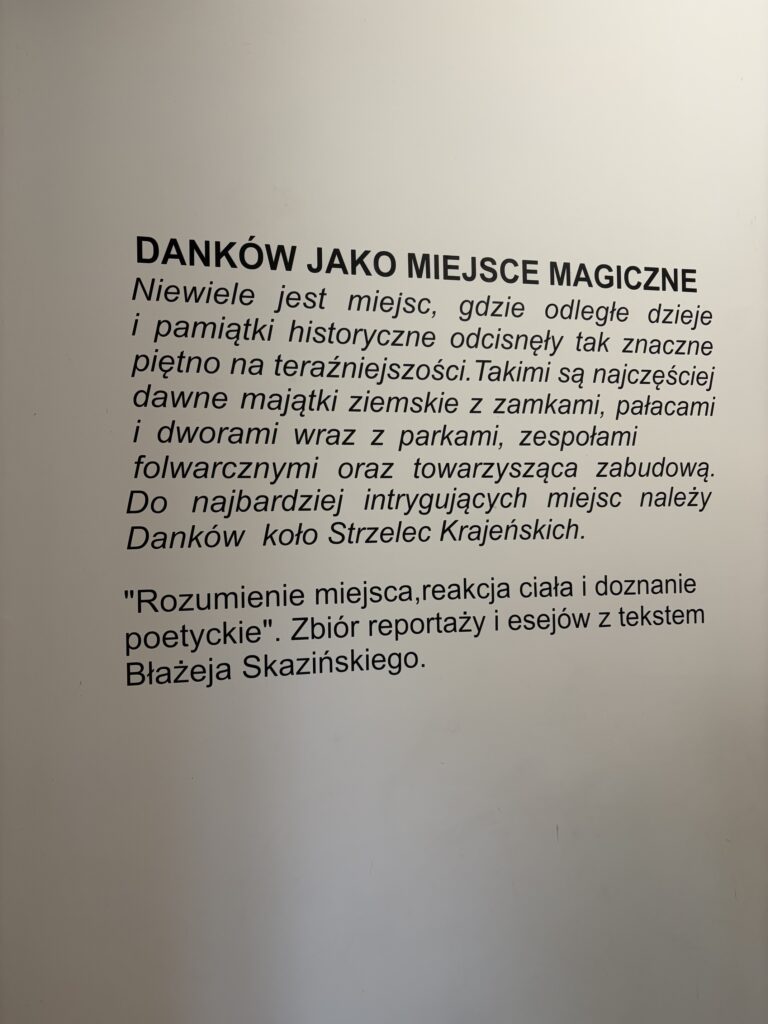 DANKÓW JAKO MIEJSCE MAGICZNE
Niewiele jest miejsc, gdzie odległe dzieje
i pamiątki historyczne odcisnęły tak znaczne
piętno na teraźniejszości.Takimi są najczęściej
dawne majątki ziemskie z zamkami, pałacami
i dworami wraz z parkami, zespołami
folwarcznymi oraz towarzysząca zabudową.
Do najbardziej intrygujących miejsc należy
Danków koło Strzelec Krajeńskich.
"Rozumienie miejsca,reakcja ciała i doznanie
poetyckie". Zbiór reportaży i esejów z tekstem
Błażeja Skazińskiego.